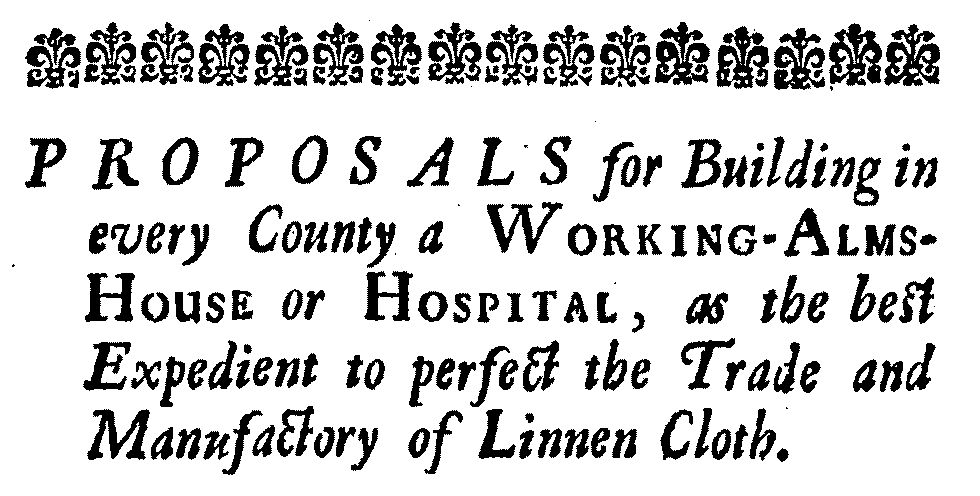 PROPOSALS for Building in
every County a WORKING-ALMS-
HOUSE or HOSPITAL, as the best
Expedient to perfect the Trade and
Manufactory of Linnen Cloth.